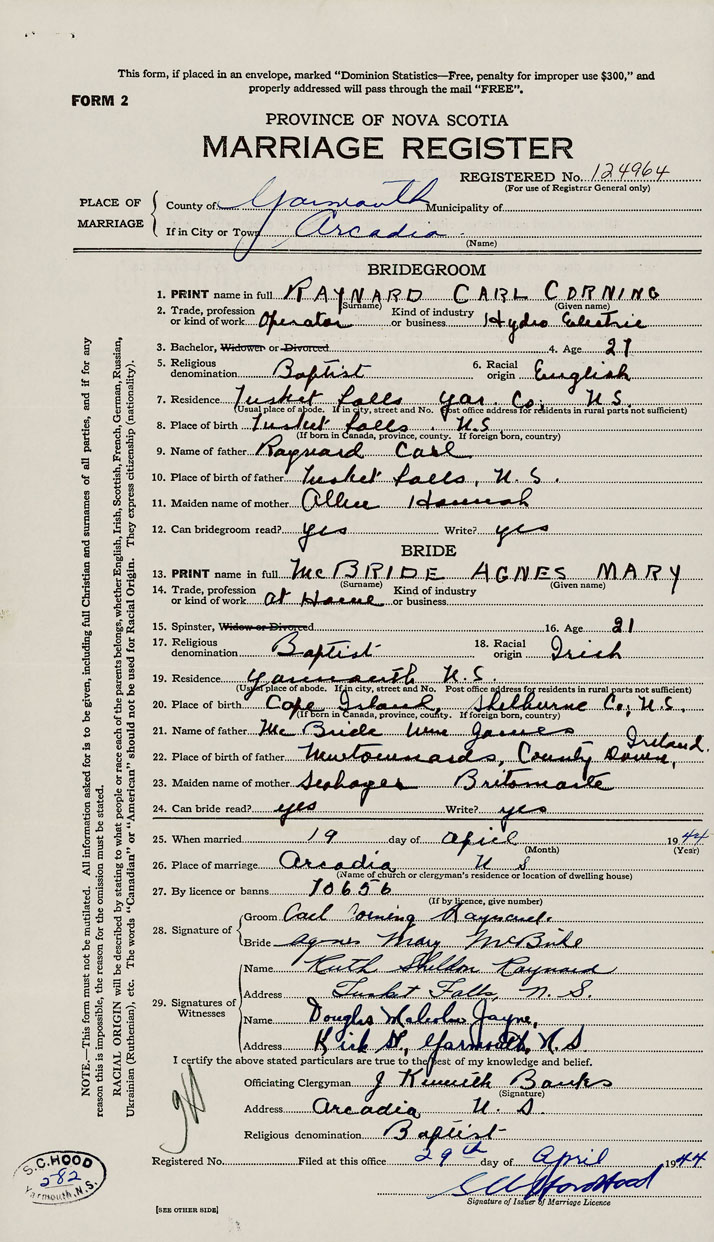 This form, if placed in an envelope, marked "Dominion Statistics—Free, penalty for improper use $300," and
properly addressed will pass through the mail "FREE".
FORM 2
PROVINCE OF NOVA SCOTIA
MARRIAGE REGISTER
REGISTERED No. 124964
(For use of Registrar General only)
PLACE OF MARRIAGE
County of Yarmouth Municipality of
If in City or Town Arcadia
(Name)
BRIDEGROOM
1. PRINT name in full RAYNARD CARL CORNING
(Surname) (Given name)
2. Trade, profession or kind of work Operator Kind of industry or business Hydro Electric
3. Bachelor, Widower or Divorced 4. Age 27
5. Religious denomination Baptist 6. Racial origin English
7. Residence Tusket Falls Yar. Co., N.S.
(Usual place of abode. If in city, street and No. Post office address for residents in rural parts not sufficient)
8. Place of birth Tusket Falls. N.S.
(If born in Canada, province, county. If foreign born, country)
9. Name of father Raynard Carl
10. Place of birth of father Tusket Falls, N.S.
11. Maiden name of mother Allen Hannah
12. Can bridegroom read? yes Write? yes
BRIDE
13. PRINT name in full McBRIDE AGNES MARY
(Surname) (Given name)
14. Trade, profession or kind of work at Home Kind of industry or business
15. Spinster, Widow or Divorced 16. Age 21
17. Religious denomination Baptist 18. Racial origin Irish
19. Residence Yarmouth N.S.
(Usual place of abode. If in city, street and No. Post office address for residents in rural parts not sufficient)
20. Place of birth Cape Island, Shelburne Co., N.S.
(If born in Canada, province, county. If foreign born, country)
21. Name of father McBride Wm James
22. Place of birth of father County Down, Ireland.
23. Maiden name of mother Britomarte
24. Can bride read? yes Write? yes
25. When married 19 day of April 1944
(Month) (Year)
26. Place of marriage Arcadia N S
(Name of church or clergyman's residence or location of dwelling house)
27. By licence or banns 10656
(If by licence, give number)
28. Signature of
Groom Carl Corning Raynard.
Bride Agnes Mary McBride
29. Signatures of Witnesses
Name Ruth Sheldon Raynard
Address Tusket Falls, N.S.
Name Douglas Malcolm Jayne,
Address Kirk St, Yarmouth, N.S.
I certify the above stated particulars are true to the best of my knowledge and belief.
Officiating Clergyman J Kenneth Banks
(Signature)
Address Arcadia N.S.
Religious denomination Baptist
Registered No. Filed at this office 29th day of April 1944
Signature of Issuer of Marriage Licence
[SEE OTHER SIDE]
S.C. HOOD
282
Yarmouth, N.S.
NOTE.—This form must not be mutilated. All information asked for is to be given, including full Christian and surnames of all parties, and if for any
reason this is impossible, the reason for the omission must be stated.
RACIAL ORIGIN will be described by stating to what people or race each of the parents belongs, whether English, Irish, Scottish, French, German, Russian,
Ukrainian (Ruthenian), etc. The words "Canadian" or "American" should not be used for Racial Origin. They express citizenship (nationality).